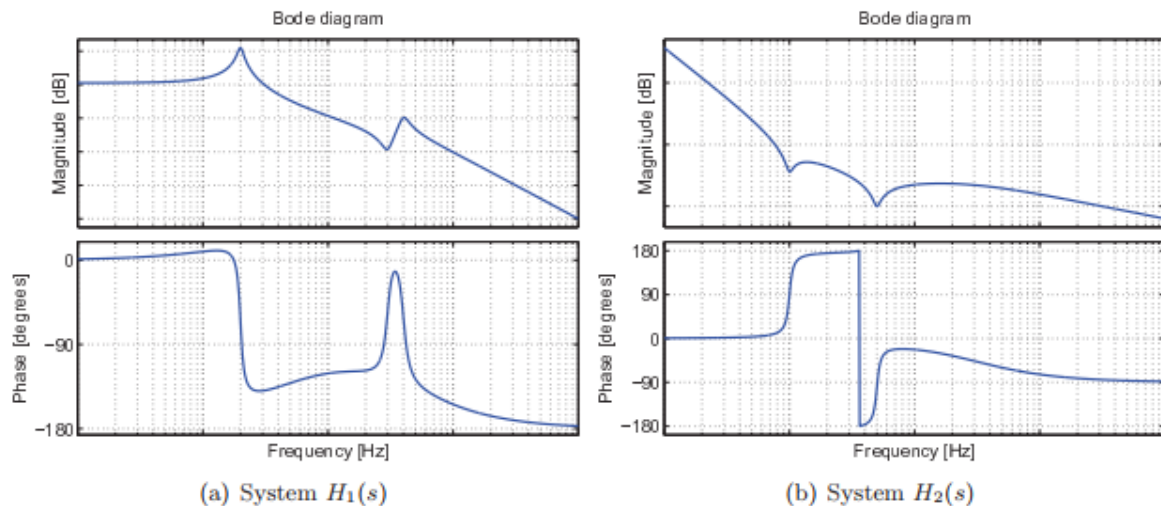 Bode diagram
Magnitude [dB]
0
−90
−180
Phase [degrees]
Frequency [Hz]
(a) System H₁(s)
Bode diagram
Magnitude [dB]
180
90
0
−90
−180
Phase [degrees]
Frequency [Hz]
(b) System H₂(s)